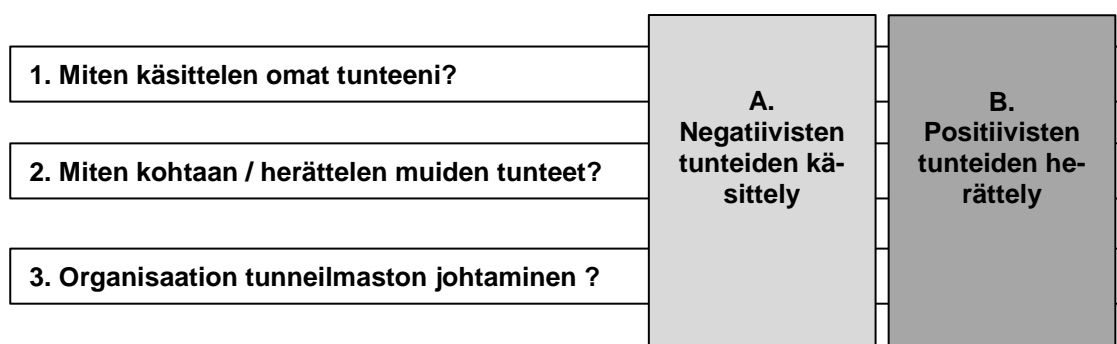 1. Miten käsittelen omat tunteeni?
2. Miten kohtaan / herättelen muiden tunteet?
3. Organisaation tunneilmaston johtaminen ?
A.
Negatiivisten
tunteiden kä-
sittely
B.
Positiivisten
tunteiden he-
rättely